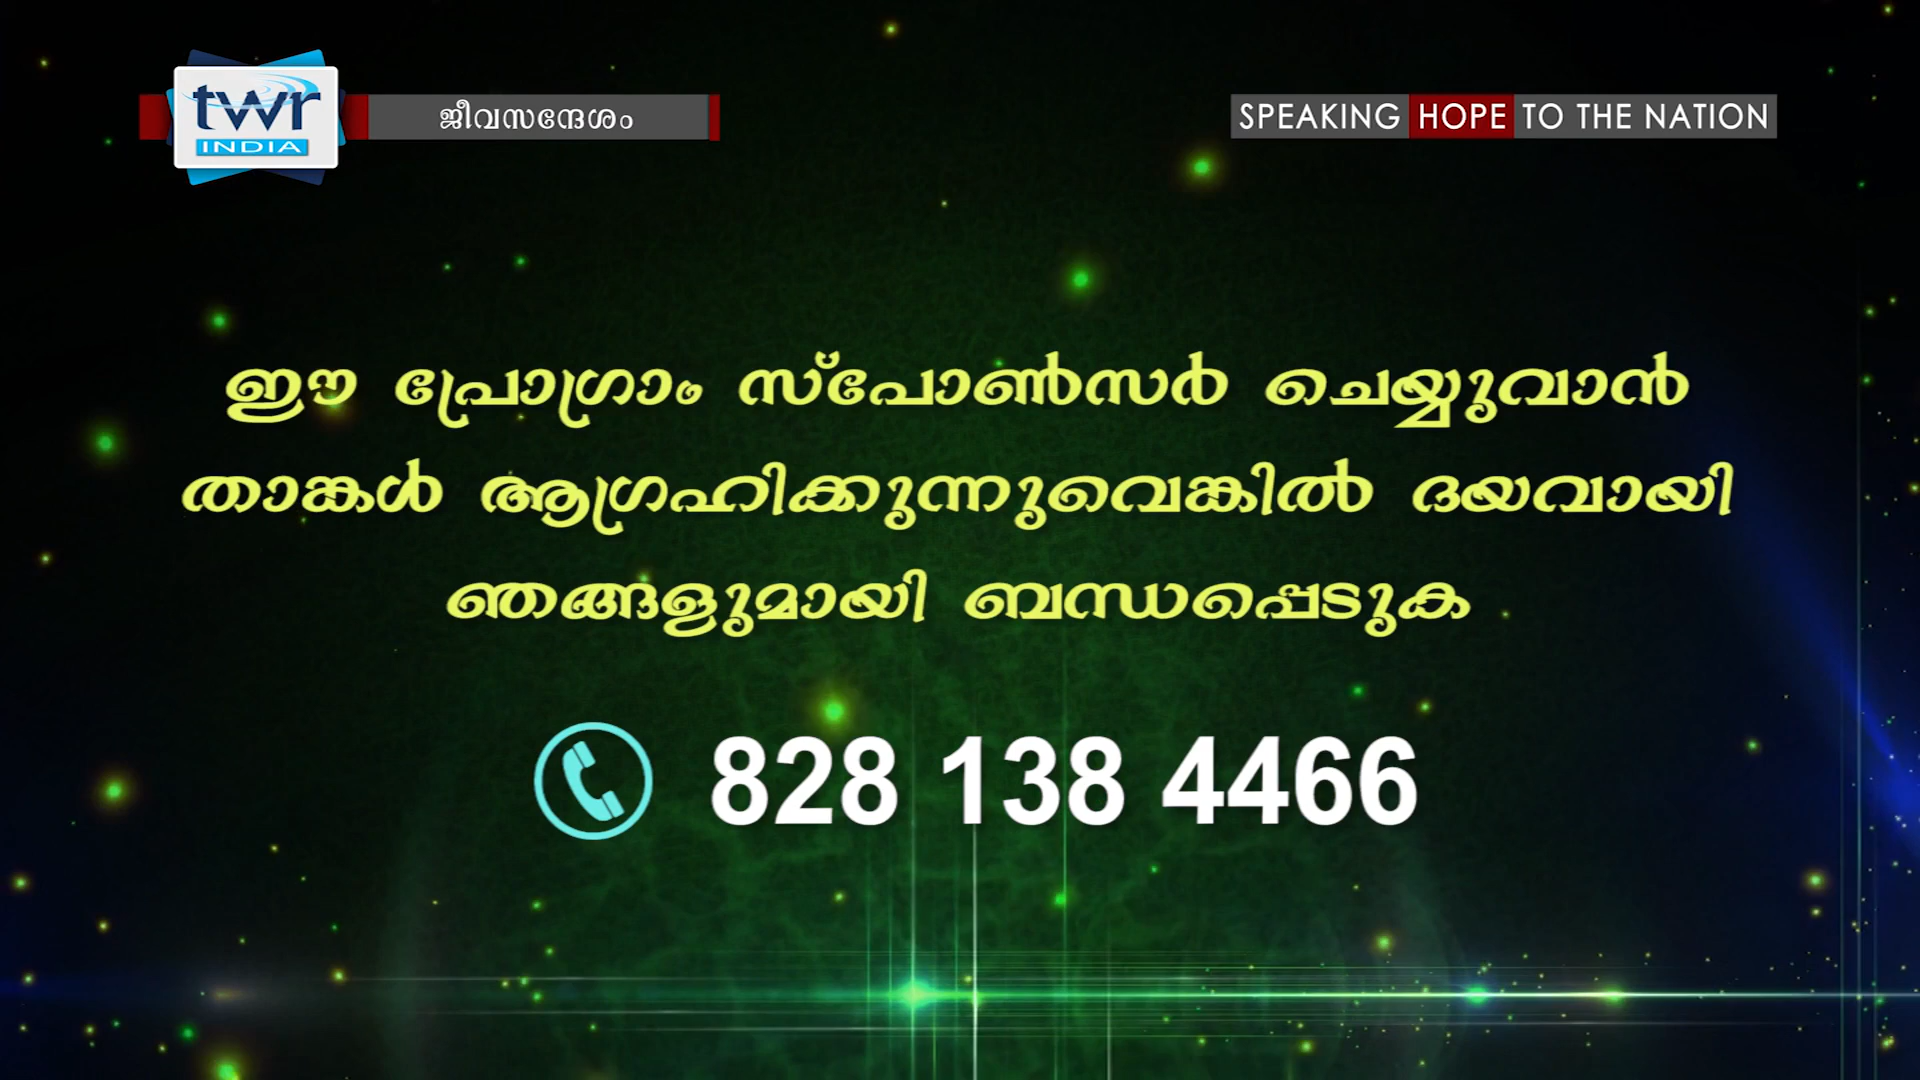 twr
INDIA
ജീവസന്ദേശം
SPEAKING HOPE TO THE NATION
ഈ പ്രോഗ്രാം സ്പോൺസർ ചെയ്യുവാൻ
താങ്കൾ ആഗ്രഹിക്കുന്നുവെങ്കിൽ ദയവായി
ഞങ്ങളുമായി ബന്ധപ്പെടുക
828 138 4466